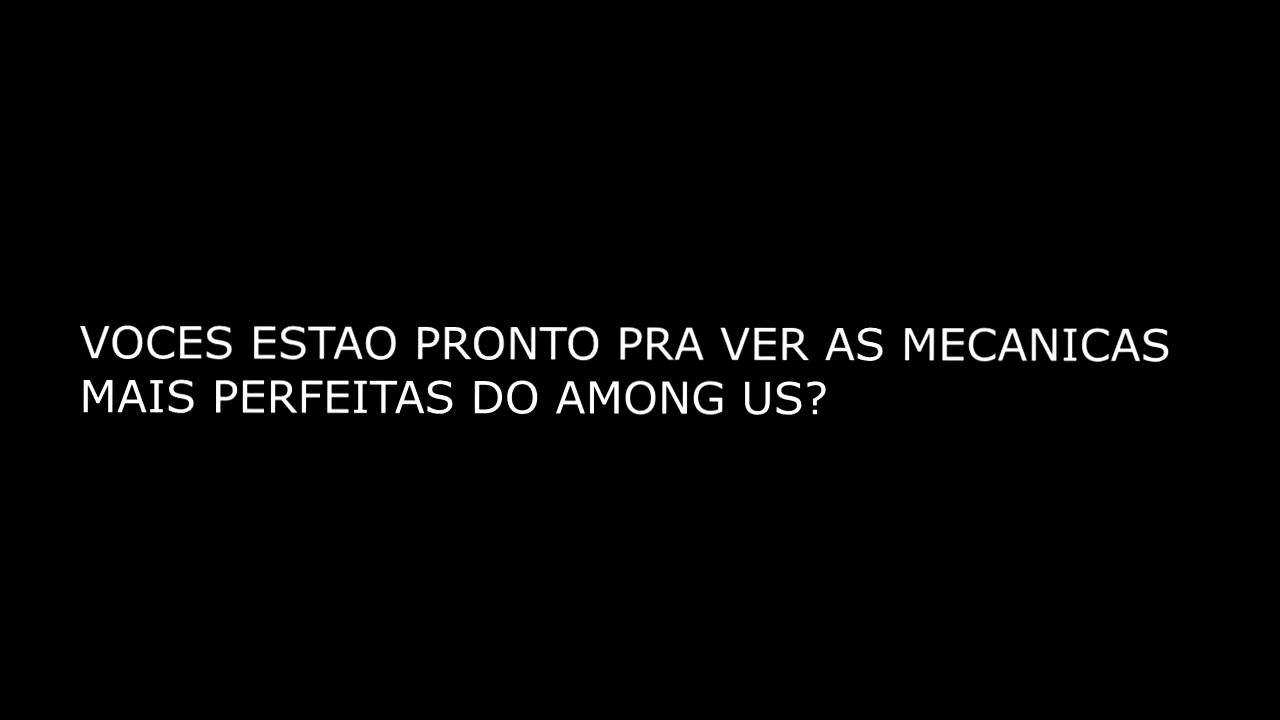 VOCES ESTAO PRONTO PRA VER AS MECANICAS
MAIS PERFEITAS DO AMONG US?